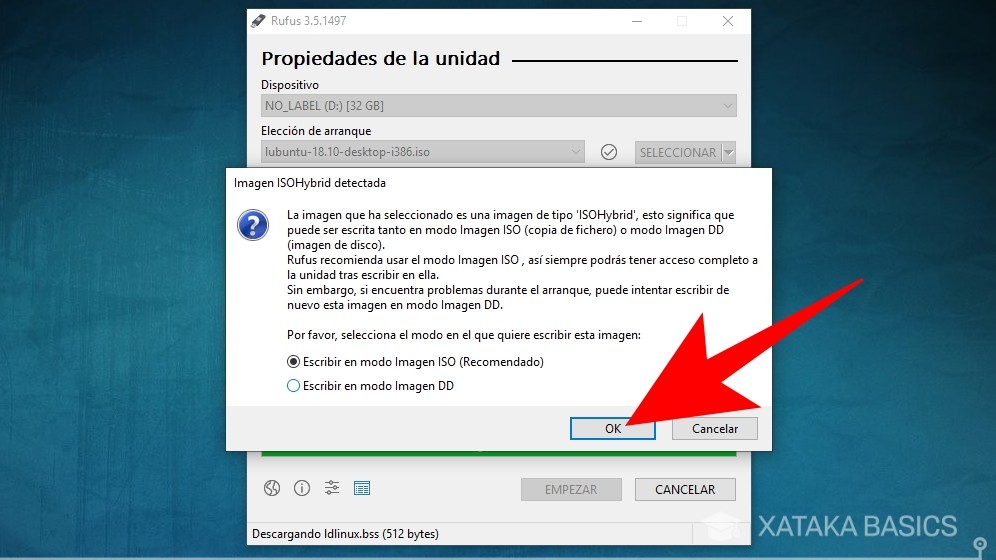 Rufus 3.5.1497
Propiedades de la unidad
Dispositivo
NO_LABEL (D:) [32 GB]
Elección de arranque
lubuntu-18.10-desktop-i386.iso
SELECCIONAR
Imagen ISOHybrid detectada
La imagen que ha seleccionado es una imagen de tipo 'ISOHybrid', esto significa que
puede ser escrita tanto en modo Imagen ISO (copia de fichero) o modo Imagen DD
(imagen de disco).
Rufus recomienda usar el modo Imagen ISO , así siempre podrás tener acceso completo a
la unidad tras escribir en ella.
Sin embargo, si encuentra problemas durante el arranque, puede intentar escribir de
nuevo esta imagen en modo Imagen DD.
Por favor, selecciona el modo en el que quiere escribir esta imagen:
Escribir en modo Imagen ISO (Recomendado)
Escribir en modo Imagen DD
OK
Cancelar
EMPEZAR
CANCELAR
Descargando ldlinux.bss (512 bytes)
XATAKA BASICS